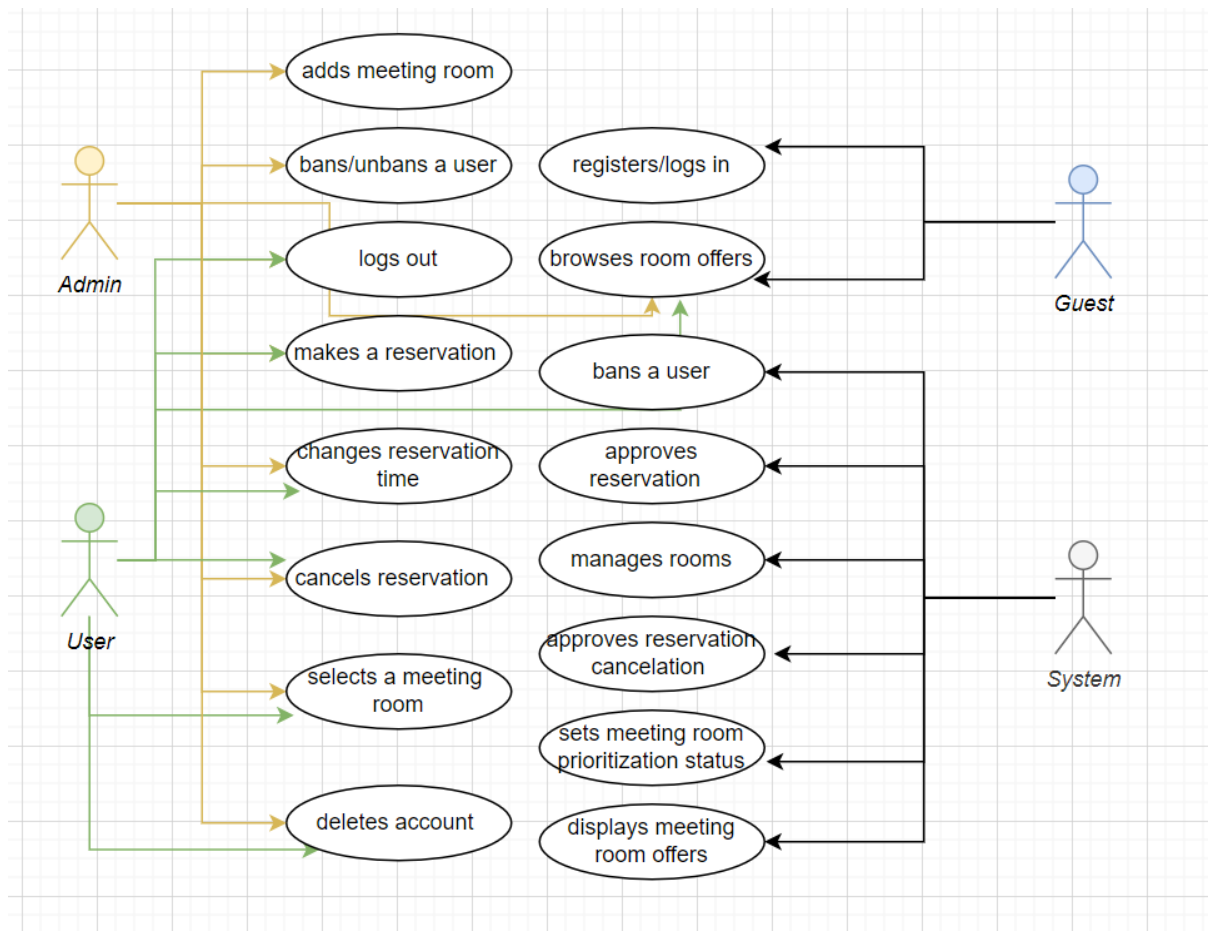 adds meeting room
bans/unbans a user
registers/logs in
logs out
browses room offers
Admin
Guest
makes a reservation
bans a user
changes reservation
time
approves
reservation
cancels reservation
manages rooms
User
approves reservation
cancelation
System
selects a meeting
room
sets meeting room
prioritization status
deletes account
displays meeting
room offers